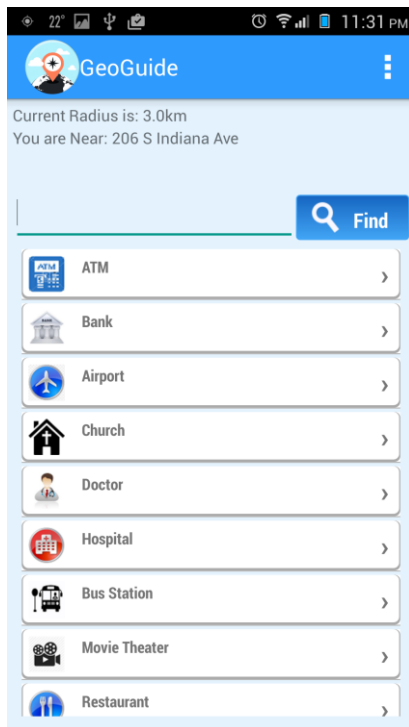 22°
11:31 PM
GeoGuide
Current Radius is: 3.0km
You are Near: 206 S Indiana Ave
Find
ATM
ATM
Bank
Airport
Church
Doctor
Hospital
Bus Station
Movie Theater
Restaurant